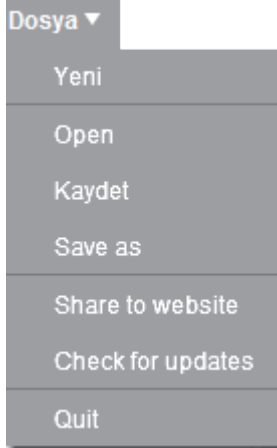 Dosya ▼
Yeni
Open
Kaydet
Save as
Share to website
Check for updates
Quit